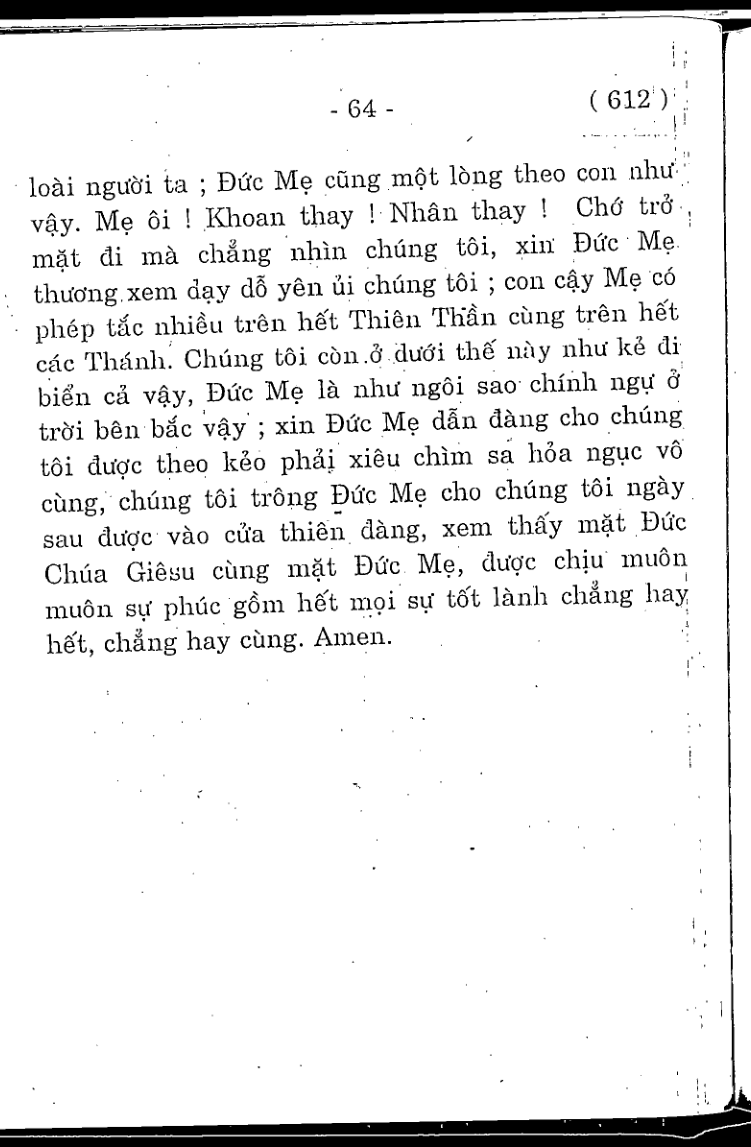 - 64 - ( 612 )
loài người ta ; Đức Mẹ cũng một lòng theo con như
vậy. Mẹ ôi ! Khoan thay ! Nhân thay ! Chớ trở
mặt đi mà chẳng nhìn chúng tôi, xin Đức Mẹ
thương xem dạy dỗ yên ủi chúng tôi ; con cậy Mẹ có
phép tắc nhiều trên hết Thiên Thần cùng trên hết
các Thánh. Chúng tôi còn ở dưới thế này như kẻ đi
biển cả vậy, Đức Mẹ là như ngôi sao chính ngự ở
trời bên bắc vậy ; xin Đức Mẹ dẫn đàng cho chúng
tôi được theo kẻo phải xiêu chìm sa hỏa ngục vô
cùng, chúng tôi trông Đức Mẹ cho chúng tôi ngày
sau được vào cửa thiên đàng, xem thấy mặt Đức
Chúa Giêsu cùng mặt Đức Mẹ, được chịu muôn
muôn sự phúc gồm hết mọi sự tốt lành chẳng hay
hết, chẳng hay cùng. Amen.